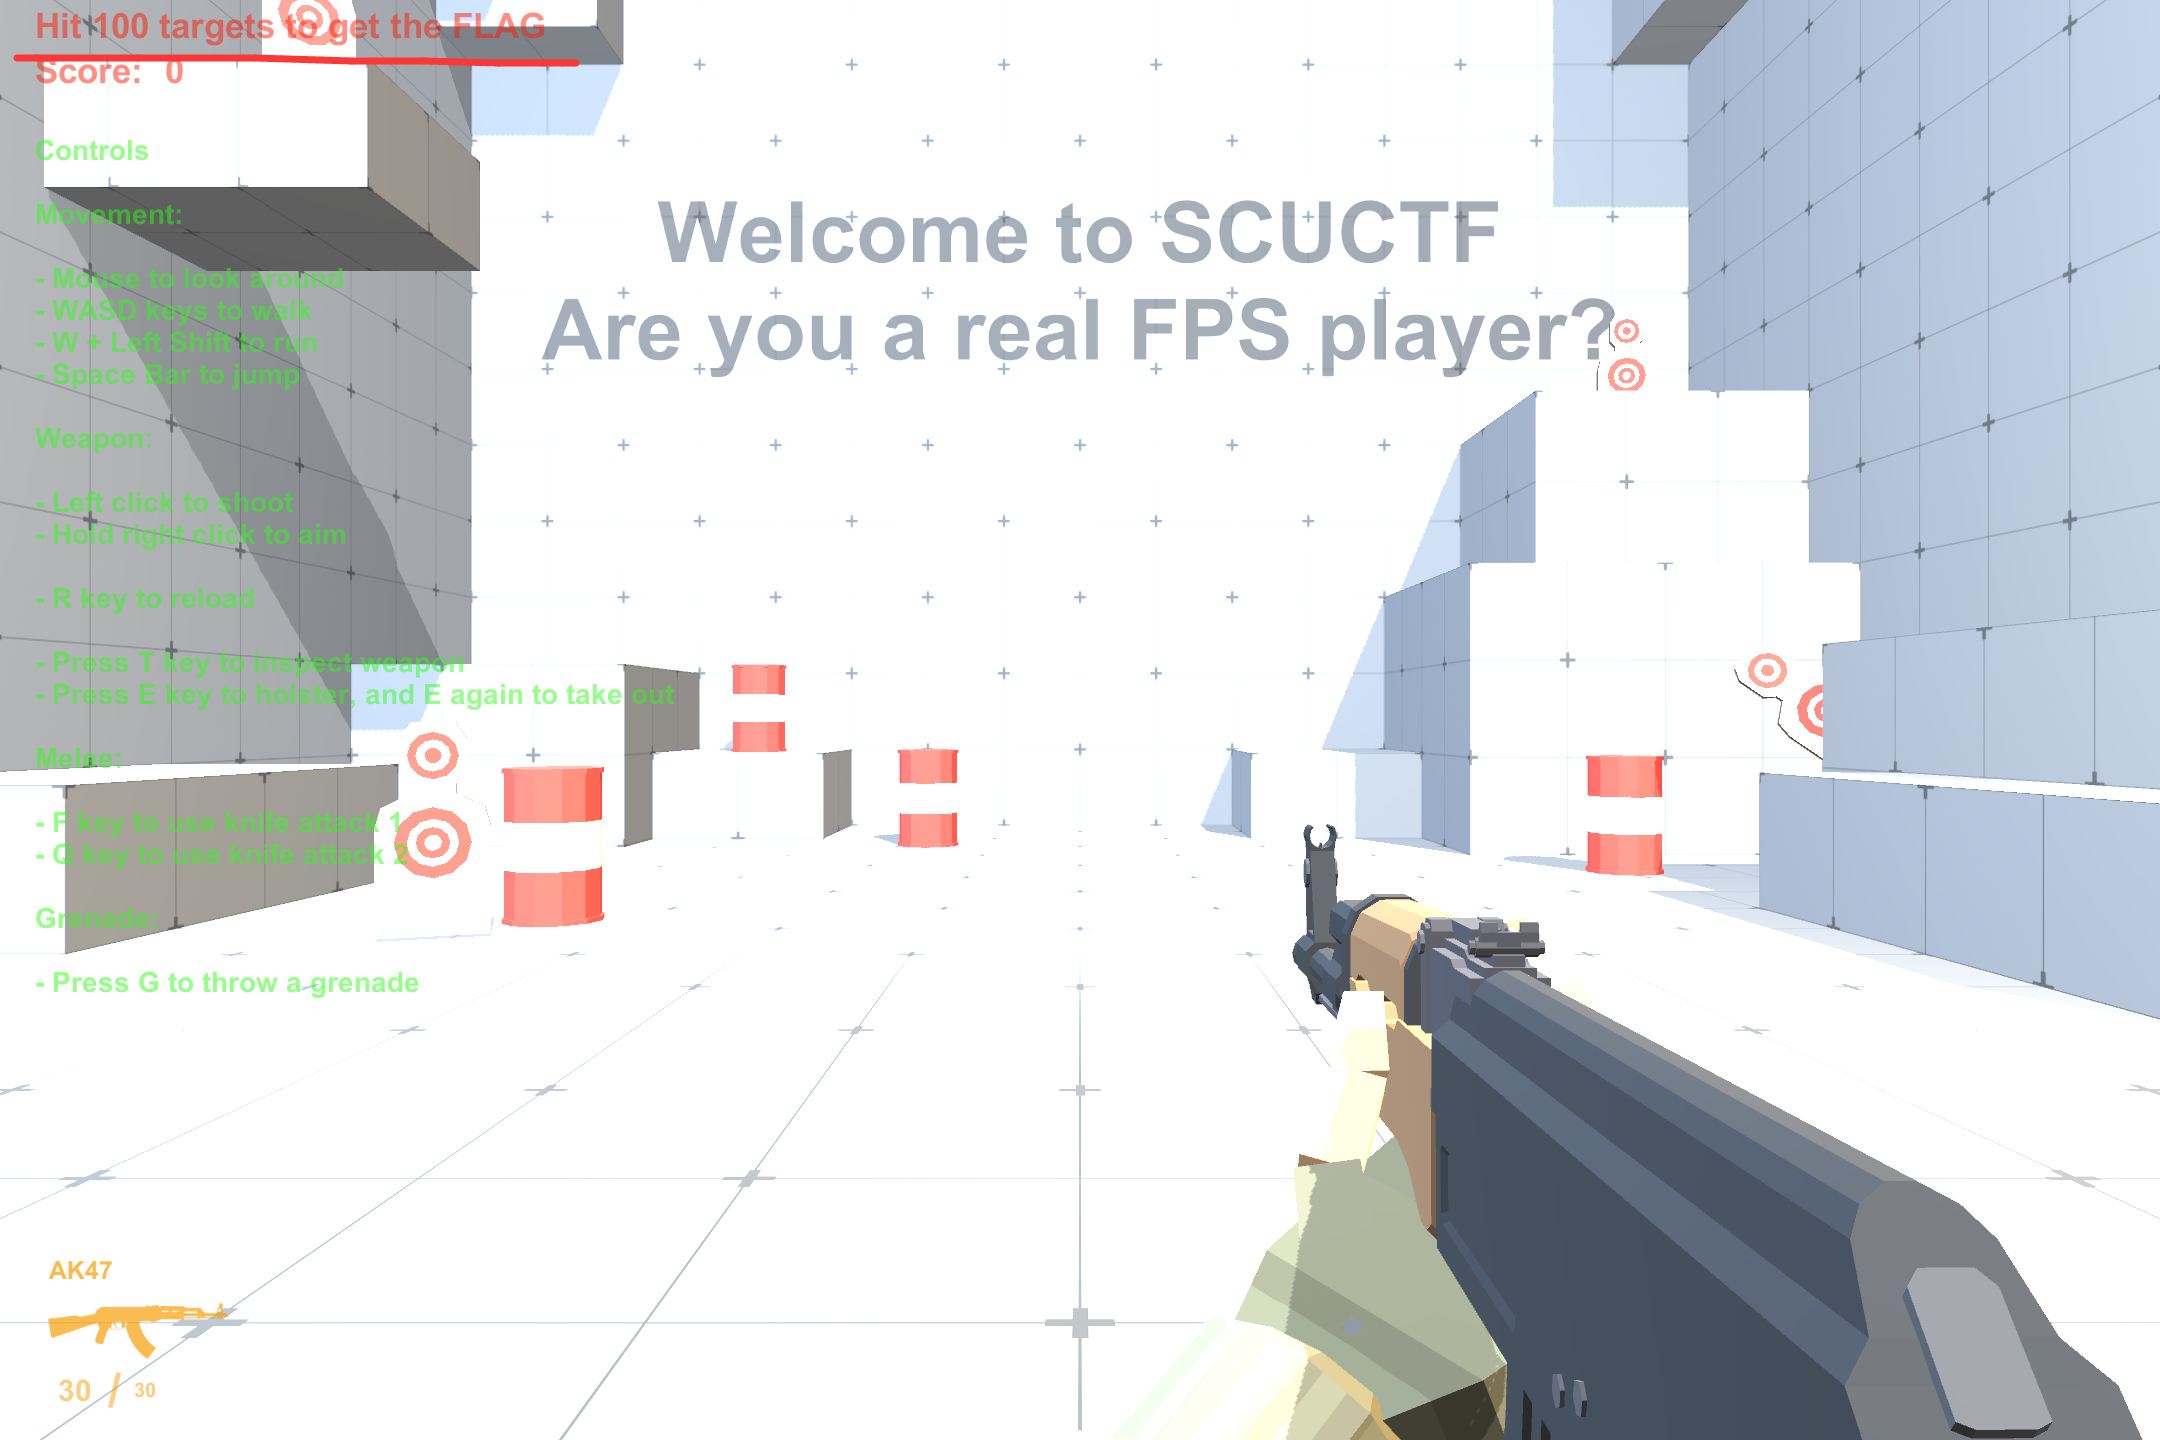 Hit 100 targets to get the FLAG
Score: 0
Controls
Movement:
- Mouse to look around
- WASD keys to walk
- W + Left Shift to run
- Space Bar to jump
Weapon:
- Left click to shoot
- Hold right click to aim
- R key to reload
- Press T key to inspect weapon
- Press E key to holster, and E again to take out
Melee:
- F key to use knife attack 1
- Q key to use knife attack 2
Grenade:
- Press G to throw a grenade
Welcome to SCUCTF
Are you a real FPS player?
AK47
30 / 30